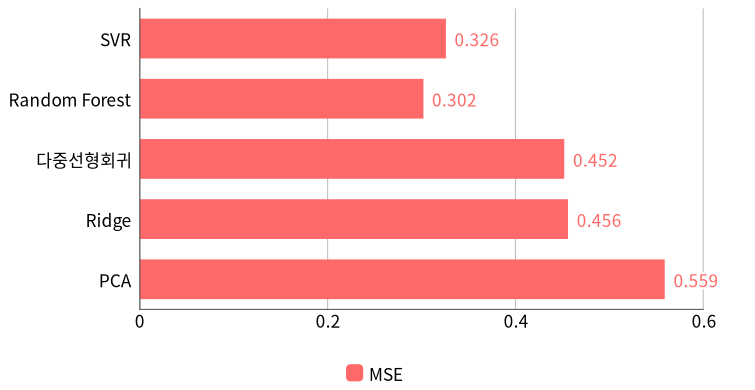 SVR 0.326
Random Forest 0.302
다중선형회귀 0.452
Ridge 0.456
PCA 0.559
0 0.2 0.4 0.6
MSE